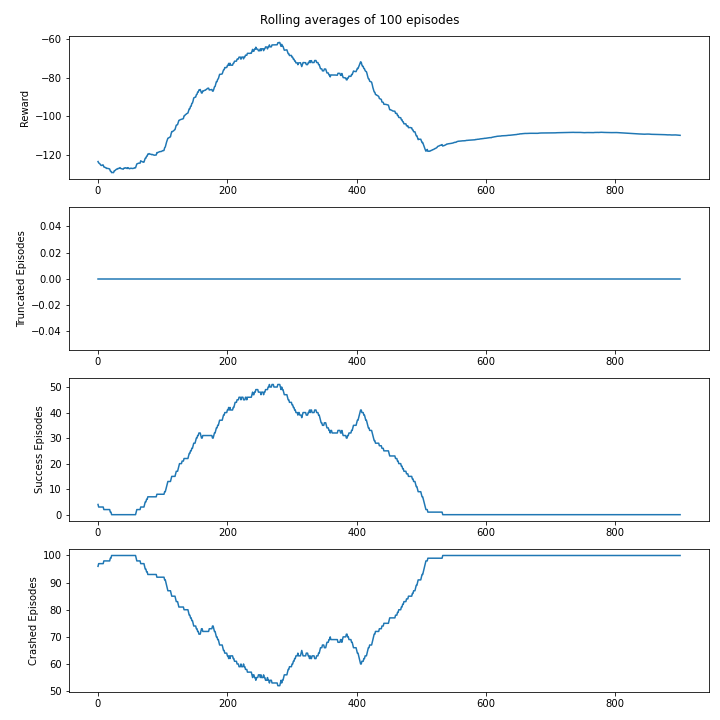 Rolling averages of 100 episodes
−60
−80
−100
−120
Reward
0 200 400 600 800
0.04
0.02
0.00
−0.02
−0.04
Truncated Episodes
0 200 400 600 800
50
40
30
20
10
0
Success Episodes
0 200 400 600 800
100
90
80
70
60
50
Crashed Episodes
0 200 400 600 800